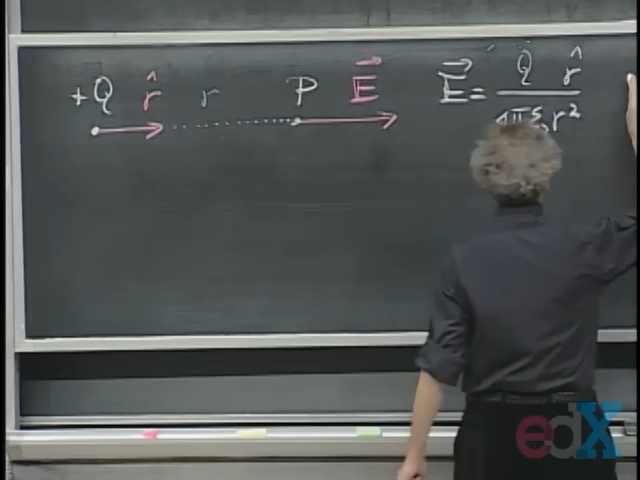 +Q r̂ r P E⃗
E⃗ = Q r̂
4πε₀r²
edX